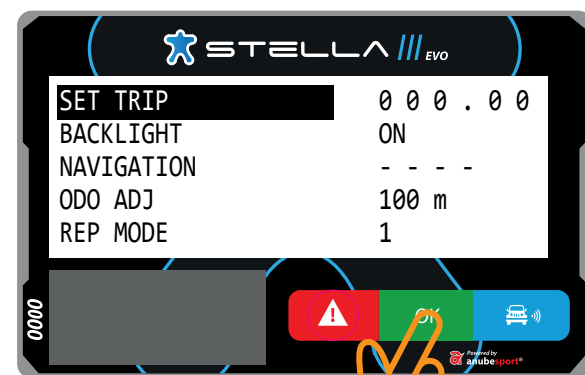 STELLA III EVO
SET TRIP 000.00
BACKLIGHT ON
NAVIGATION ----
ODO ADJ 100 m
REP MODE 1
0000
! OK
Powered by
anubesport®